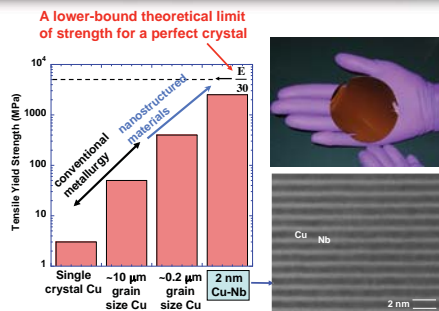 A lower-bound theoretical limit
of strength for a perfect crystal
Tensile Yield Strength (MPa)
10⁴
1000
100
10
1
E
30
conventional
metallurgy
nanostructured
materials
Single
crystal Cu
~10 μm
grain
size Cu
~0.2 μm
grain
size Cu
2 nm
Cu-Nb
Cu
Nb
2 nm